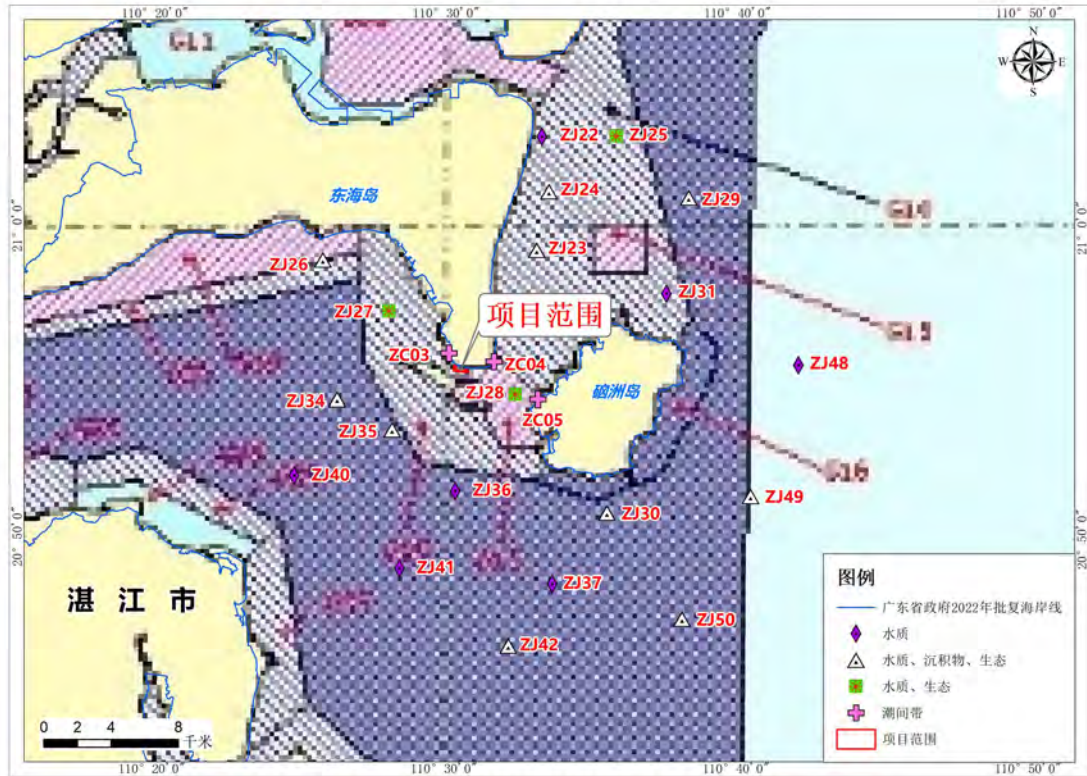 110° 20′ 0″
110° 30′ 0″
110° 40′ 0″
110° 50′ 0″
G11
N
W
E
S
ZJ22
ZJ25
东海岛
ZJ24
ZJ29
G14
21° 0′ 0″
21° 0′ 0″
ZJ23
ZJ26
ZJ31
ZJ27
项目范围
G15
ZC03
ZC04
ZJ48
ZJ28
硇洲岛
ZJ34
ZC05
ZJ35
G16
ZJ40
ZJ36
ZJ49
ZJ30
20° 50′ 0″
20° 50′ 0″
ZJ41
ZJ37
湛江市
ZJ50
ZJ42
图例
广东省政府2022年批复海岸线
水质
水质、沉积物、生态
水质、生态
潮间带
项目范围
0 2 4 8
千米
110° 20′ 0″
110° 30′ 0″
110° 40′ 0″
110° 50′ 0″